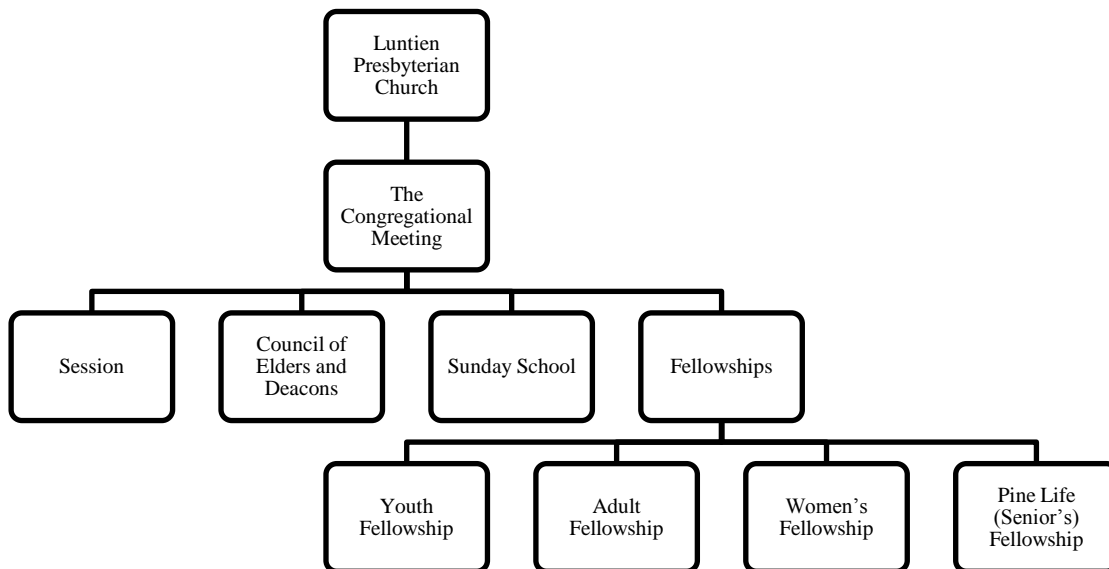 Luntien
Presbyterian
Church
The
Congregational
Meeting
Session
Council of
Elders and
Deacons
Sunday School
Fellowships
Youth
Fellowship
Adult
Fellowship
Women’s
Fellowship
Pine Life
(Senior’s)
Fellowship